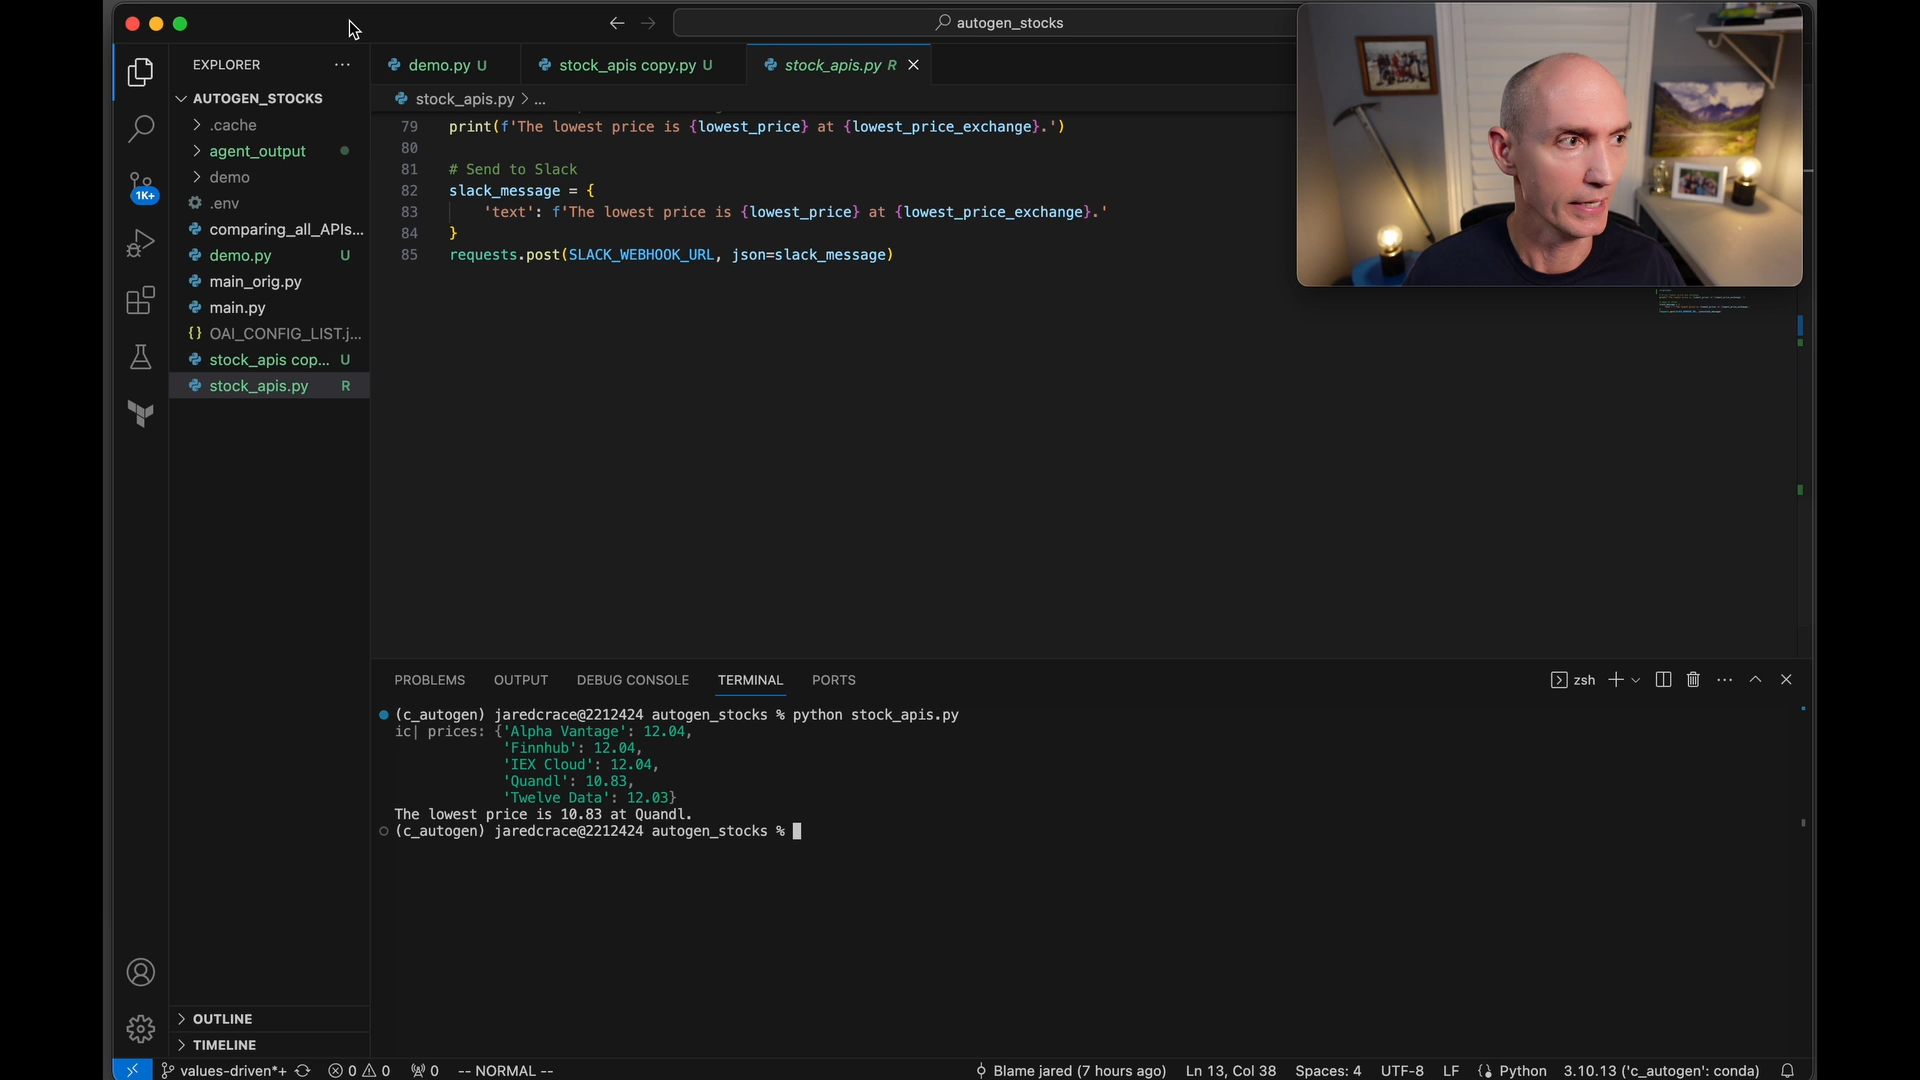 autogen_stocks
EXPLORER
demo.py U
stock_apis copy.py U
stock_apis.py R
AUTOGEN_STOCKS
stock_apis.py > ...
.cache
agent_output
demo
.env
comparing_all_APIs...
demo.py U
main_orig.py
main.py
OAI_CONFIG_LIST.j...
stock_apis cop... U
stock_apis.py R
1K+
79 print(f'The lowest price is {lowest_price} at {lowest_price_exchange}.')
80
81 # Send to Slack
82 slack_message = {
83 'text': f'The lowest price is {lowest_price} at {lowest_price_exchange}.'
84 }
85 requests.post(SLACK_WEBHOOK_URL, json=slack_message)
PROBLEMS OUTPUT DEBUG CONSOLE TERMINAL PORTS
zsh
(c_autogen) jaredcrace@2212424 autogen_stocks % python stock_apis.py
ic| prices: {'Alpha Vantage': 12.04,
'Finnhub': 12.04,
'IEX Cloud': 12.04,
'Quandl': 10.83,
'Twelve Data': 12.03}
The lowest price is 10.83 at Quandl.
(c_autogen) jaredcrace@2212424 autogen_stocks %
OUTLINE
TIMELINE
values-driven*+ 0 0 0 -- NORMAL -- Blame jared (7 hours ago) Ln 13, Col 38 Spaces: 4 UTF-8 LF Python 3.10.13 ('c_autogen': conda)